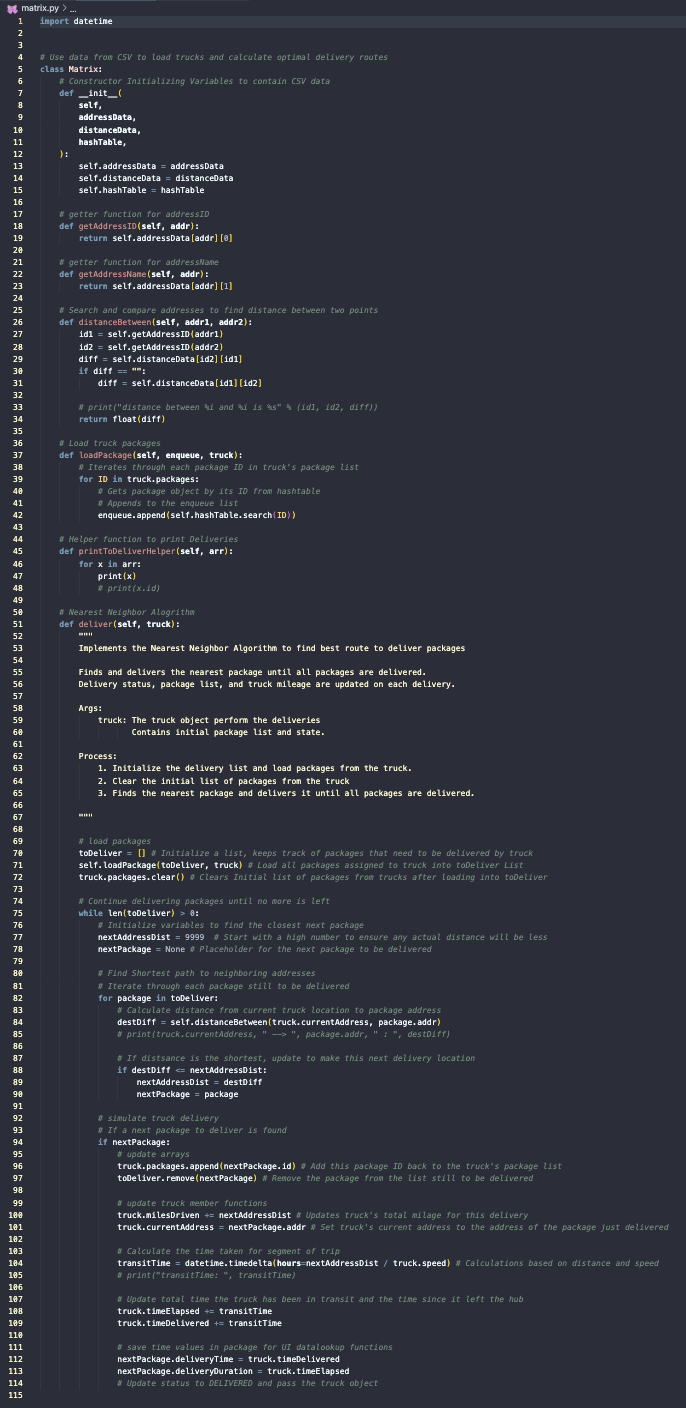 matrix.py > ...
1 import datetime
2
3
4 # Use data from CSV to load trucks and calculate optimal delivery routes
5 class Matrix:
6 # Constructor Initializing Variables to contain CSV data
7 def __init__(
8 self,
9 addressData,
10 distanceData,
11 hashTable,
12 ):
13 self.addressData = addressData
14 self.distanceData = distanceData
15 self.hashTable = hashTable
16
17 # getter function for addressID
18 def getAddressID(self, addr):
19 return self.addressData[addr][0]
20
21 # getter function for addressName
22 def getAddressName(self, addr):
23 return self.addressData[addr][1]
24
25 # Search and compare addresses to find distance between two points
26 def distanceBetween(self, addr1, addr2):
27 id1 = self.getAddressID(addr1)
28 id2 = self.getAddressID(addr2)
29 diff = self.distanceData[id2][id1]
30 if diff == "":
31 diff = self.distanceData[id1][id2]
32
33 # print("distance between %i and %i is %s" % (id1, id2, diff))
34 return float(diff)
35
36 # Load truck packages
37 def loadPackage(self, enqueue, truck):
38 # Iterates through each package ID in truck's package list
39 for ID in truck.packages:
40 # Gets package object by its ID from hashtable
41 # Appends to the enqueue list
42 enqueue.append(self.hashTable.search(ID))
43
44 # Helper function to print Deliveries
45 def printToDeliverHelper(self, arr):
46 for x in arr:
47 print(x)
48 # print(x.id)
49
50 # Nearest Neighbor Alogrithm
51 def deliver(self, truck):
52 """
53 Implements the Nearest Neighbor Algorithm to find best route to deliver packages
54
55 Finds and delivers the nearest package until all packages are delivered.
56 Delivery status, package list, and truck mileage are updated on each delivery.
57
58 Args:
59 truck: The truck object perform the deliveries
60 Contains initial package list and state.
61
62 Process:
63 1. Initialize the delivery list and load packages from the truck.
64 2. Clear the initial list of packages from the truck
65 3. Finds the nearest package and delivers it until all packages are delivered.
66
67 """
68
69 # load packages
70 toDeliver = [] # Initialize a list, keeps track of packages that need to be delivered by truck
71 self.loadPackage(toDeliver, truck) # Load all packages assigned to truck into toDeliver List
72 truck.packages.clear() # Clears Initial list of packages from trucks after loading into toDeliver
73
74 # Continue delivering packages until no more is left
75 while len(toDeliver) > 0:
76 # Initialize variables to find the closest next package
77 nextAddressDist = 9999 # Start with a high number to ensure any actual distance will be less
78 nextPackage = None # Placeholder for the next package to be delivered
79
80 # Find Shortest path to neighboring addresses
81 # Iterate through each package still to be delivered
82 for package in toDeliver:
83 # Calculate distance from current truck location to package address
84 destDiff = self.distanceBetween(truck.currentAddress, package.addr)
85 # print(truck.currentAddress, " --> ", package.addr, " : ", destDiff)
86
87 # If distsance is the shortest, update to make this next delivery location
88 if destDiff <= nextAddressDist:
89 nextAddressDist = destDiff
90 nextPackage = package
91
92 # simulate truck delivery
93 # If a next package to deliver is found
94 if nextPackage:
95 # update arrays
96 truck.packages.append(nextPackage.id) # Add this package ID back to the truck's package list
97 toDeliver.remove(nextPackage) # Remove the package from the list still to be delivered
98
99 # update truck member functions
100 truck.milesDriven += nextAddressDist # Updates truck's total milage for this delivery
101 truck.currentAddress = nextPackage.addr # Set truck's current address to the address of the package just delivered
102
103 # Calculate the time taken for segment of trip
104 transitTime = datetime.timedelta(hours=nextAddressDist / truck.speed) # Calculations based on distance and speed
105 # print("transitTime: ", transitTime)
106
107 # Update total time the truck has been in transit and the time since it left the hub
108 truck.timeElapsed += transitTime
109 truck.timeDelivered += transitTime
110
111 # save time values in package for UI datalookup functions
112 nextPackage.deliveryTime = truck.timeDelivered
113 nextPackage.deliveryDuration = truck.timeElapsed
114 # Update status to DELIVERED and pass the truck object
115